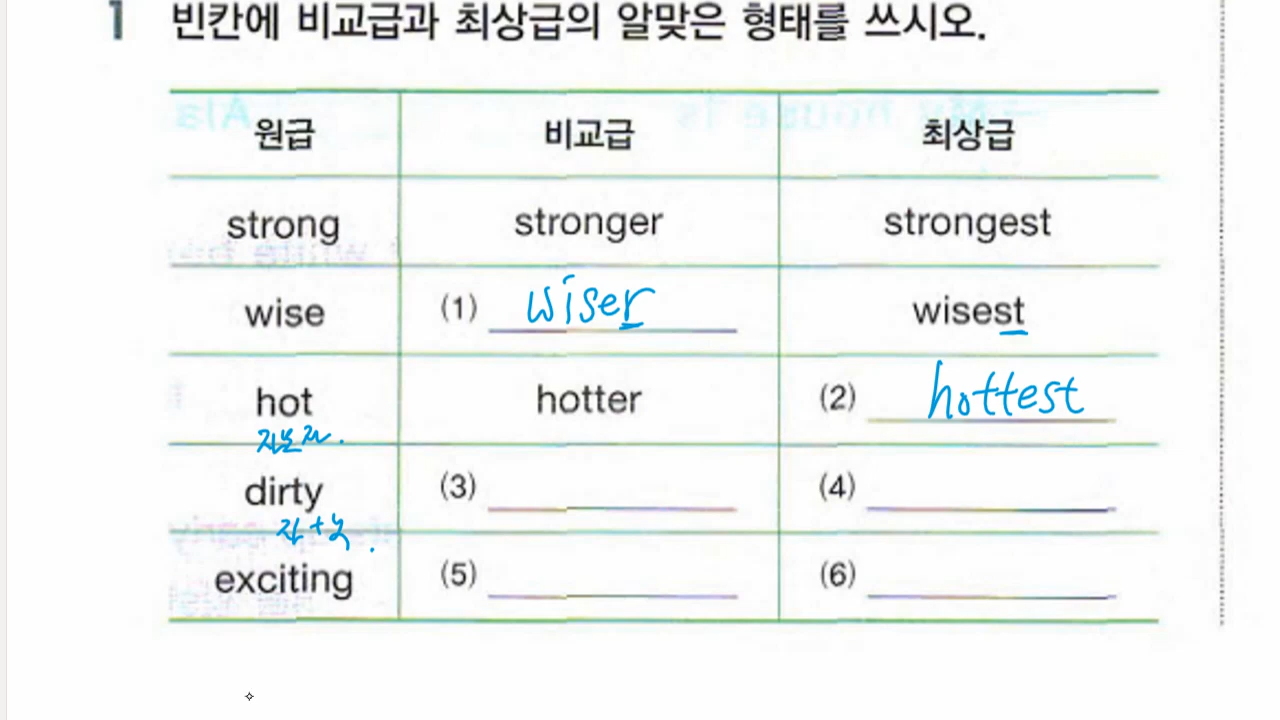 1 빈칸에 비교급과 최상급의 알맞은 형태를 쓰시오.
원급 비교급 최상급
strong stronger strongest
wise (1) wiser wisest
hot hotter (2) hottest
자모자.
dirty (3) (4)
자+y.
exciting (5) (6)